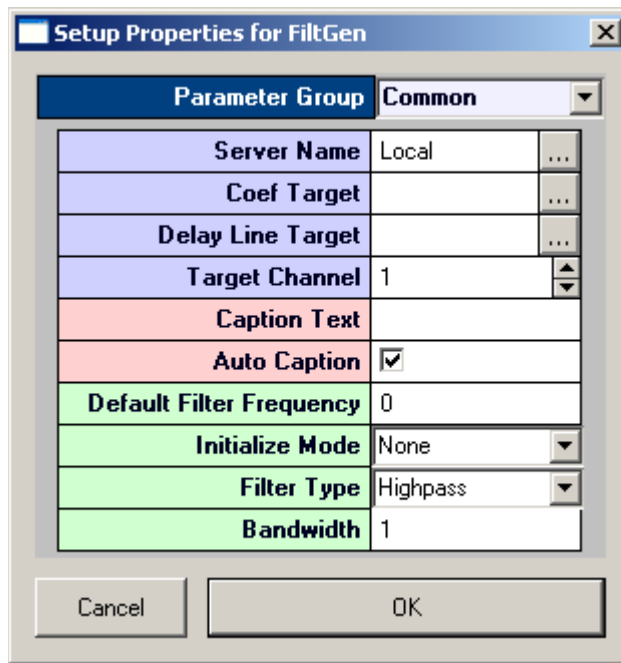 Setup Properties for FiltGen
Parameter Group Common
Server Name Local ...
Coef Target ...
Delay Line Target ...
Target Channel 1
Caption Text
Auto Caption
Default Filter Frequency 0
Initialize Mode None
Filter Type Highpass
Bandwidth 1
Cancel OK